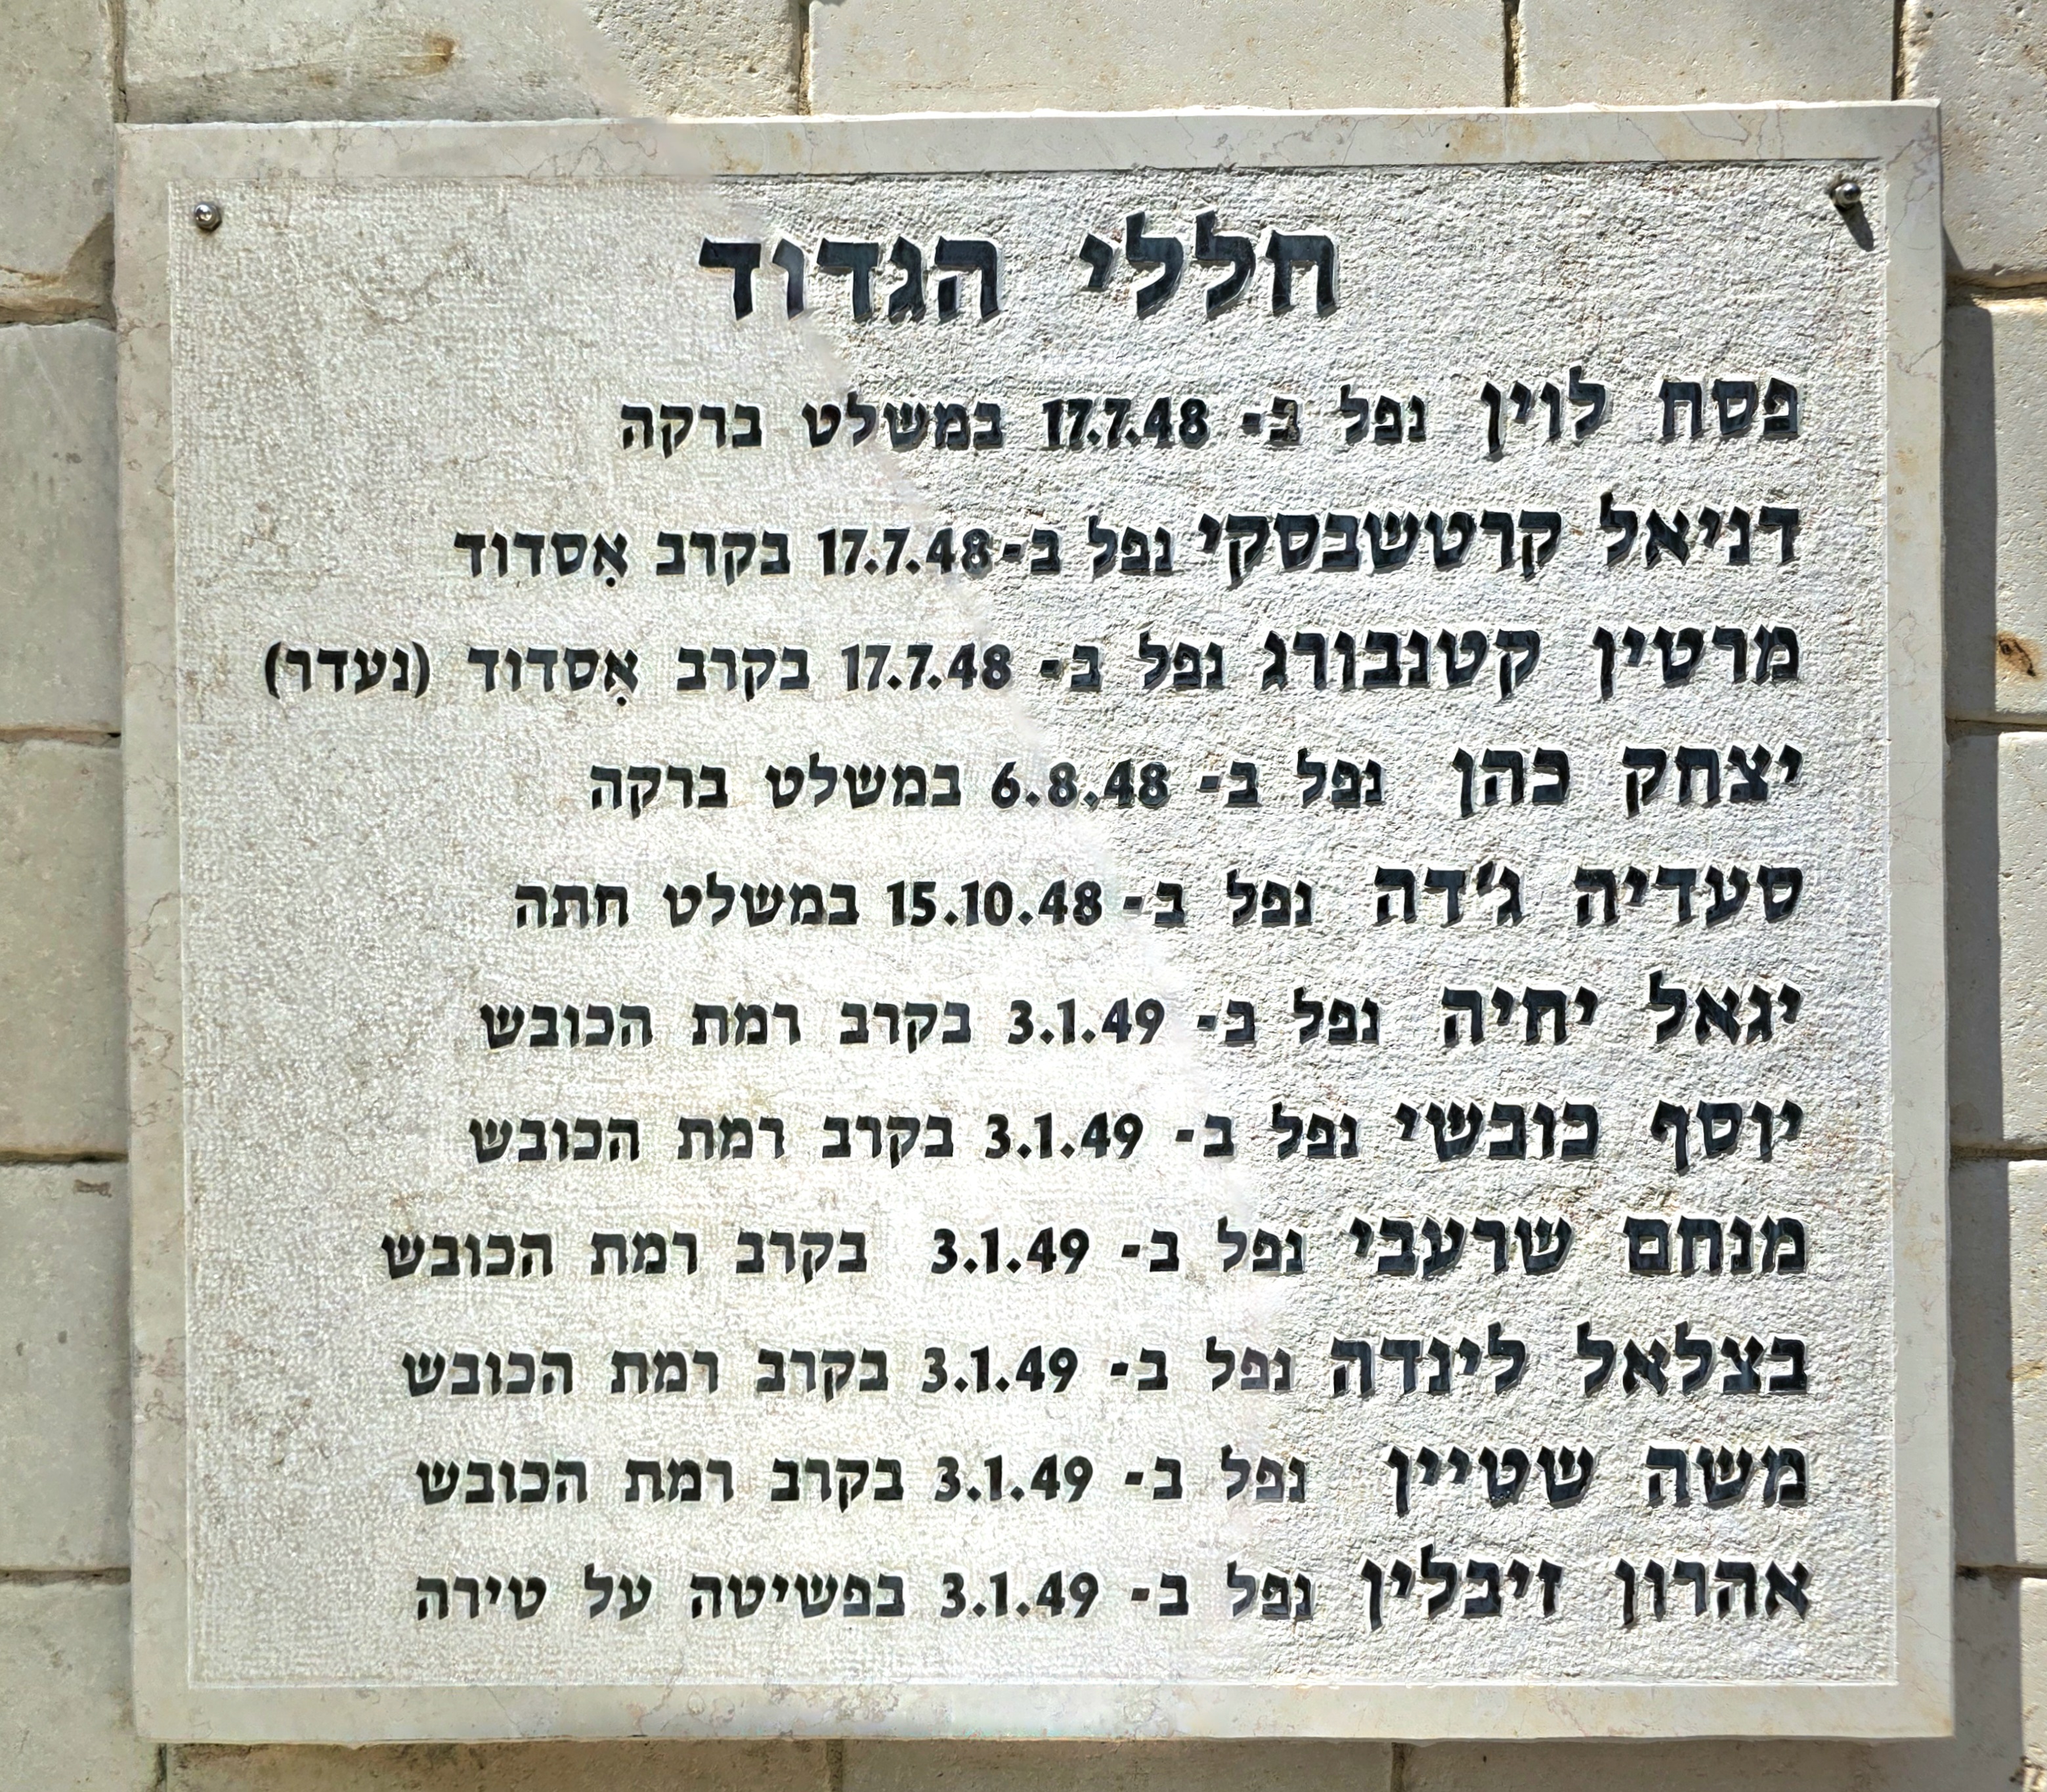 חללי הגדוד
פסח לוין נפל ב- 17.7.48 במשלט ברקה
דניאל קרטשבסקי נפל ב-17.7.48 בקרב אִסדוד
מרטין קטנבורג נפל ב- 17.7.48 בקרב אִסדוד (נעדר)
יצחק כהן נפל ב- 6.8.48 במשלט ברקה
סעדיה ג'דה נפל ב- 15.10.48 במשלט חתה
יגאל יחיה נפל ב- 3.1.49 בקרב רמת הכובש
יוסף כובשי נפל ב- 3.1.49 בקרב רמת הכובש
מנחם שרעבי נפל ב- 3.1.49 בקרב רמת הכובש
בצלאל לינדה נפל ב- 3.1.49 בקרב רמת הכובש
משה שטיין נפל ב- 3.1.49 בקרב רמת הכובש
אהרון זיבלין נפל ב- 3.1.49 בפשיטה על טירה